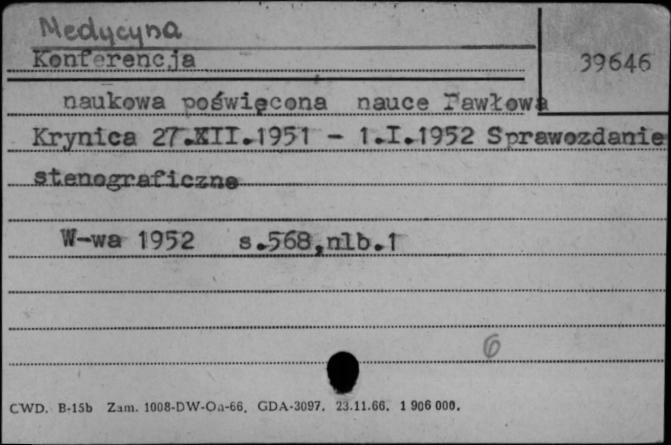 Medycyna
Konferencja
39646
naukowa poświęcona nauce Pawłowa
Krynica 27.XII.1951 - 1.I.1952 Sprawozdanie
stenograficzne
W-wa 1952 s.568,nlb.1
6
CWD. B-15b Zam. 1008-DW-Oa-66. GDA-3097. 23.11.66. 1 906 000.